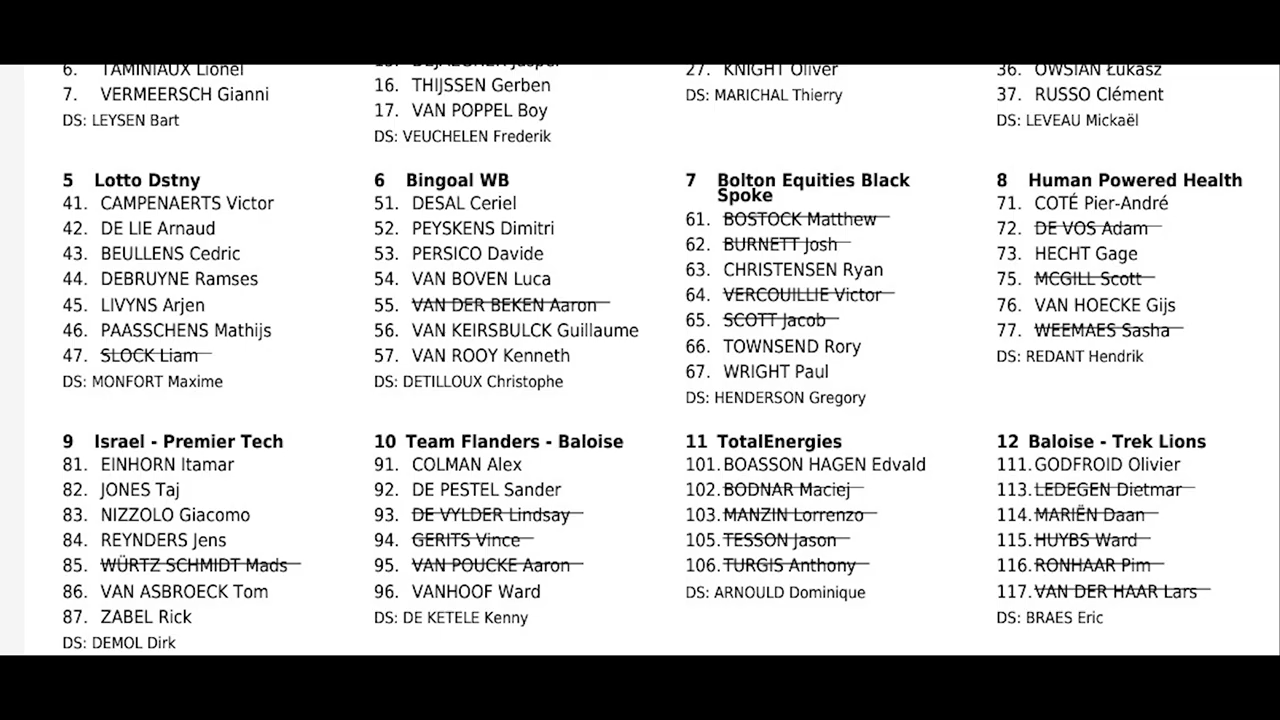 6. TAMINIAUX Lionel
7. VERMEERSCH Gianni
DS: LEYSEN Bart
16. THIJSSEN Gerben
17. VAN POPPEL Boy
DS: VEUCHELEN Frederik
27. KNIGHT Oliver
DS: MARICHAL Thierry
36. OWSIAN Łukasz
37. RUSSO Clément
DS: LEVEAU Mickaël
5 Lotto Dstny
41. CAMPENAERTS Victor
42. DE LIE Arnaud
43. BEULLENS Cedric
44. DEBRUYNE Ramses
45. LIVYNS Arjen
46. PAASSCHENS Mathijs
47. SLOCK Liam
DS: MONFORT Maxime
6 Bingoal WB
51. DESAL Ceriel
52. PEYSKENS Dimitri
53. PERSICO Davide
54. VAN BOVEN Luca
55. VAN DER BEKEN Aaron
56. VAN KEIRSBULCK Guillaume
57. VAN ROOY Kenneth
DS: DETILLOUX Christophe
7 Bolton Equities Black
Spoke
61. BOSTOCK Matthew
62. BURNETT Josh
63. CHRISTENSEN Ryan
64. VERCOUILLIE Victor
65. SCOTT Jacob
66. TOWNSEND Rory
67. WRIGHT Paul
DS: HENDERSON Gregory
8 Human Powered Health
71. COTÉ Pier-André
72. DE VOS Adam
73. HECHT Gage
75. MCGILL Scott
76. VAN HOECKE Gijs
77. WEEMAES Sasha
DS: REDANT Hendrik
9 Israel - Premier Tech
81. EINHORN Itamar
82. JONES Taj
83. NIZZOLO Giacomo
84. REYNDERS Jens
85. WÜRTZ SCHMIDT Mads
86. VAN ASBROECK Tom
87. ZABEL Rick
DS: DEMOL Dirk
10 Team Flanders - Baloise
91. COLMAN Alex
92. DE PESTEL Sander
93. DE VYLDER Lindsay
94. GERITS Vince
95. VAN POUCKE Aaron
96. VANHOOF Ward
DS: DE KETELE Kenny
11 TotalEnergies
101. BOASSON HAGEN Edvald
102. BODNAR Maciej
103. MANZIN Lorrenzo
105. TESSON Jason
106. TURGIS Anthony
DS: ARNOULD Dominique
12 Baloise - Trek Lions
111. GODFROID Olivier
113. LEDEGEN Dietmar
114. MARIËN Daan
115. HUYBS Ward
116. RONHAAR Pim
117. VAN DER HAAR Lars
DS: BRAES Eric